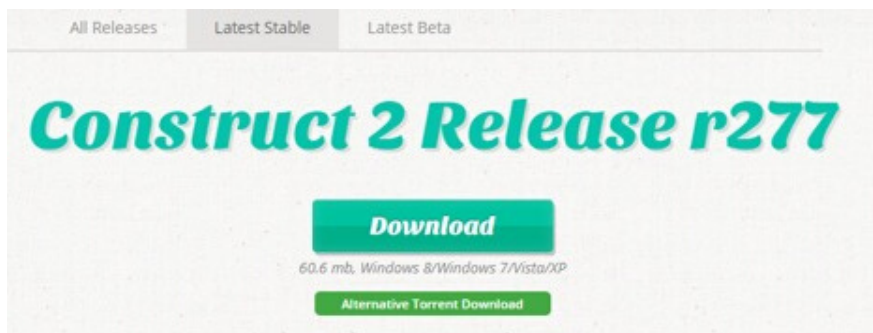 All Releases Latest Stable Latest Beta
Construct 2 Release r277
Download
60.6 mb, Windows 8/Windows 7/Vista/XP
Alternative Torrent Download